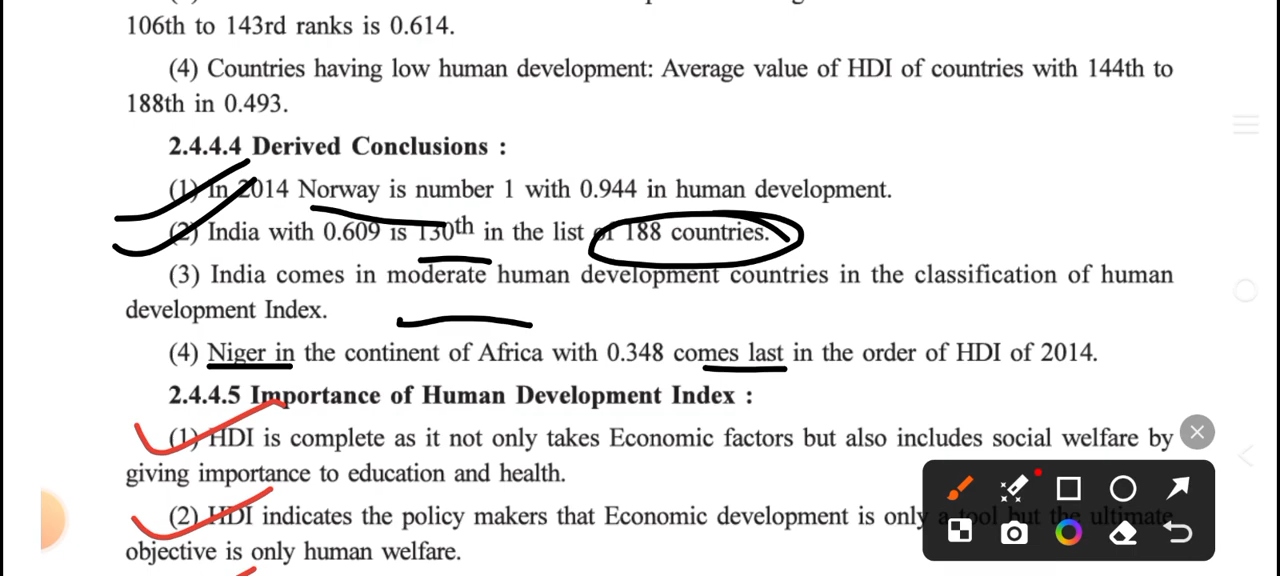 106th to 143rd ranks is 0.614.
(4) Countries having low human development: Average value of HDI of countries with 144th to
188th in 0.493.
2.4.4.4 Derived Conclusions :
(1) In 2014 Norway is number 1 with 0.944 in human development.
(2) India with 0.609 is 130th in the list of 188 countries.
(3) India comes in moderate human development countries in the classification of human
development Index.
(4) Niger in the continent of Africa with 0.348 comes last in the order of HDI of 2014.
2.4.4.5 Importance of Human Development Index :
(1) HDI is complete as it not only takes Economic factors but also includes social welfare by
giving importance to education and health.
(2) HDI indicates the policy makers that Economic development is only a tool but the ultimate
objective is only human welfare.